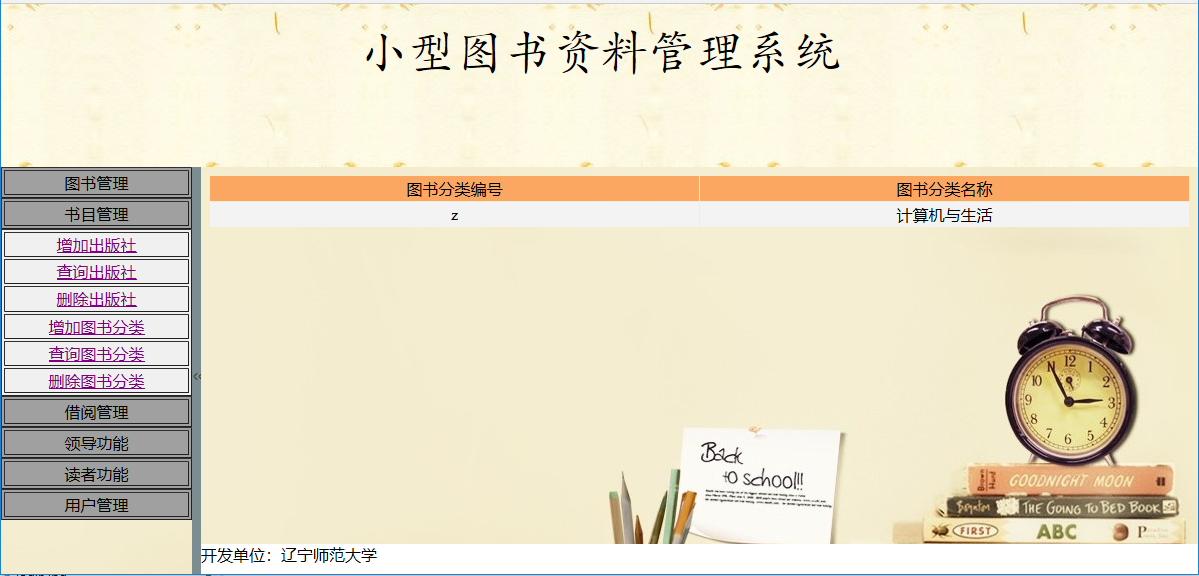 小型图书资料管理系统
图书管理
书目管理
增加出版社
查询出版社
删除出版社
增加图书分类
查询图书分类
删除图书分类
借阅管理
领导功能
读者功能
用户管理
«
图书分类编号 图书分类名称
z 计算机与生活
12
1
2
3
4
5
6
7
8
9
10
Back
to school!!!
GOODNIGHT MOON
Boynton THE GOING TO BED BOOK
FIRST ABC
开发单位：辽宁师范大学